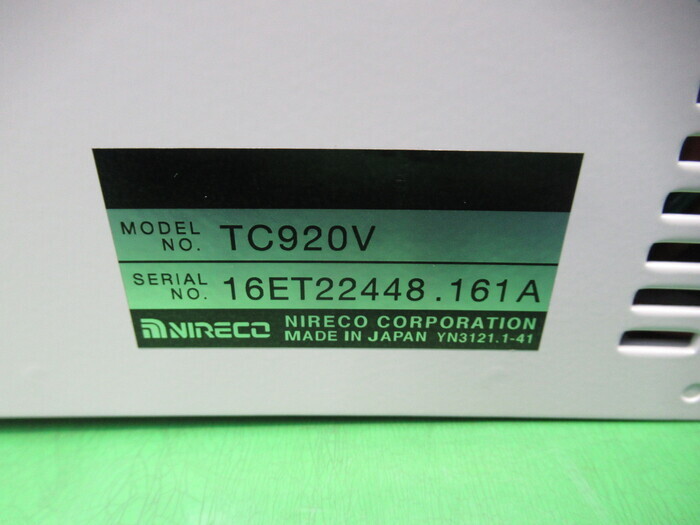 MODEL NO. TC920V
SERIAL NO. 16ET22448.161A
NIRECO NIRECO CORPORATION
MADE IN JAPAN YN3121.1-41